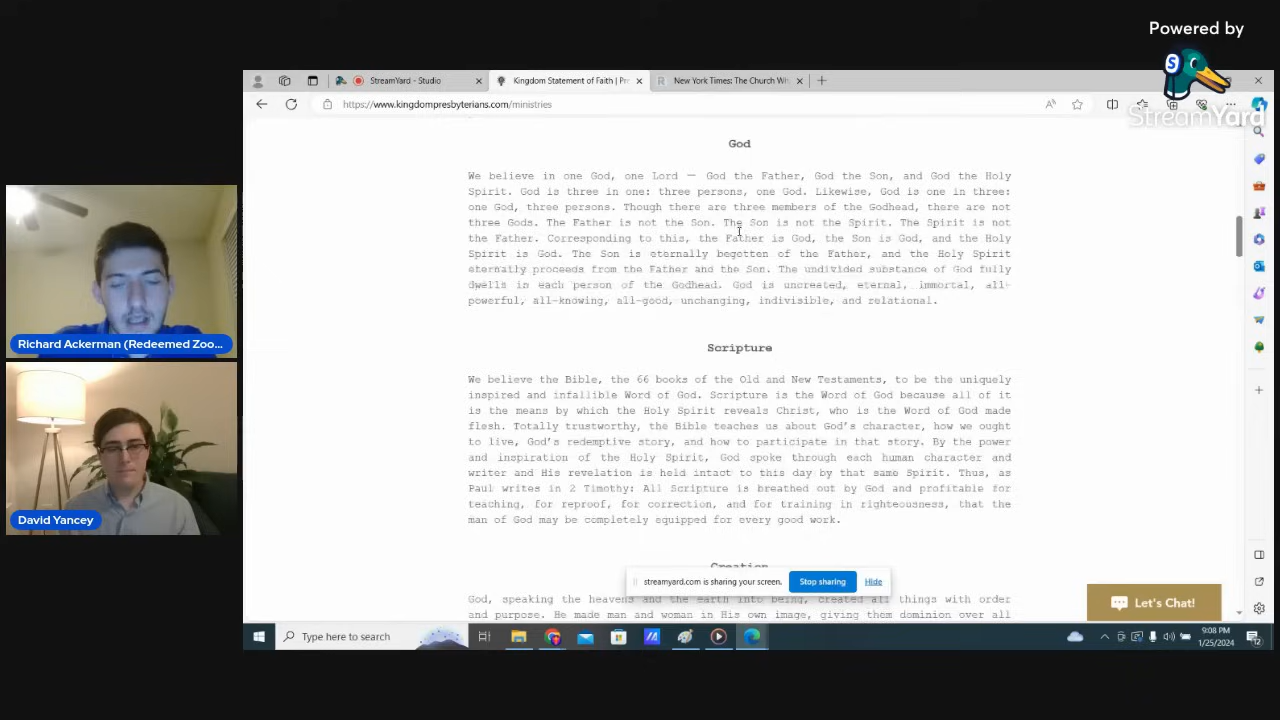 Powered by
StreamYard
StreamYard - Studio
Kingdom Statement of Faith | Pr
New York Times: The Church Wit
https://www.kingdompresbyterians.com/ministries
God
We believe in one God, one Lord — God the Father, God the Son, and God the Holy
Spirit. God is three in one: three persons, one God. Likewise, God is one in three:
one God, three persons. Though there are three members of the Godhead, there are not
three Gods. The Father is not the Son. The Son is not the Spirit. The Spirit is not
the Father. Corresponding to this, the Father is God, the Son is God, and the Holy
Spirit is God. The Son is eternally begotten of the Father, and the Holy Spirit
eternally proceeds from the Father and the Son. The undivided substance of God fully
dwells in each person of the Godhead. God is uncreated, eternal, immortal, all-
powerful, all-knowing, all-good, unchanging, indivisible, and relational.
Scripture
We believe the Bible, the 66 books of the Old and New Testaments, to be the uniquely
inspired and infallible Word of God. Scripture is the Word of God because all of it
is the means by which the Holy Spirit reveals Christ, who is the Word of God made
flesh. Totally trustworthy, the Bible teaches us about God's character, how we ought
to live, God's redemptive story, and how to participate in that story. By the power
and inspiration of the Holy Spirit, God spoke through each human character and
writer and His revelation is held intact to this day by that same Spirit. Thus, as
Paul writes in 2 Timothy: All Scripture is breathed out by God and profitable for
teaching, for reproof, for correction, and for training in righteousness, that the
man of God may be completely equipped for every good work.
Creation
God, speaking the heavens and the earth into being, created all things with order
and purpose. He made man and woman in His own image, giving them dominion over all
streamyard.com is sharing your screen.
Stop sharing
Hide
Let's Chat!
Richard Ackerman (Redeemed Zoo...
David Yancey
Type here to search
9:08 PM
1/25/2024